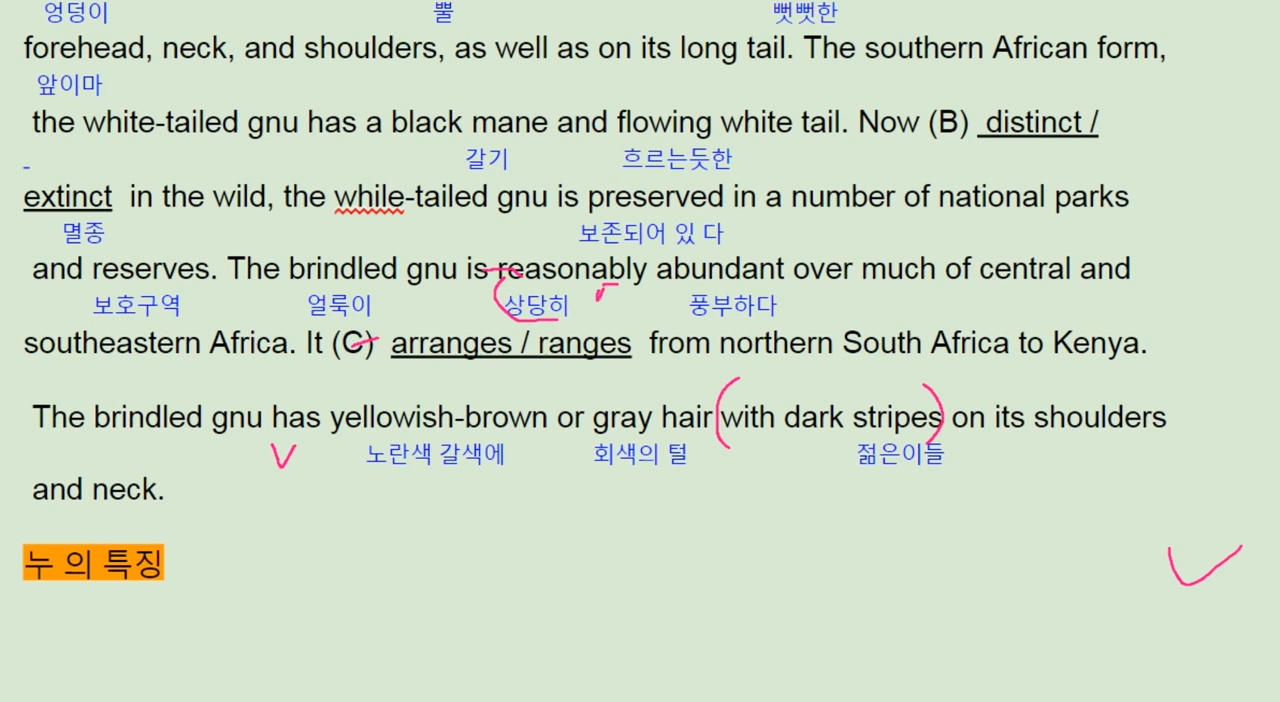 엉덩이 뿔 뻣뻣한
forehead, neck, and shoulders, as well as on its long tail. The southern African form,
앞이마
the white-tailed gnu has a black mane and flowing white tail. Now (B) distinct /
갈기 흐르는듯한
extinct in the wild, the while-tailed gnu is preserved in a number of national parks
멸종 보존되어 있 다
and reserves. The brindled gnu is reasonably abundant over much of central and
보호구역 얼룩이 상당히 풍부하다
southeastern Africa. It (C) arranges / ranges from northern South Africa to Kenya.
The brindled gnu has yellowish-brown or gray hair with dark stripes on its shoulders
노란색 갈색에 회색의 털 젊은이들
and neck.
누 의 특징